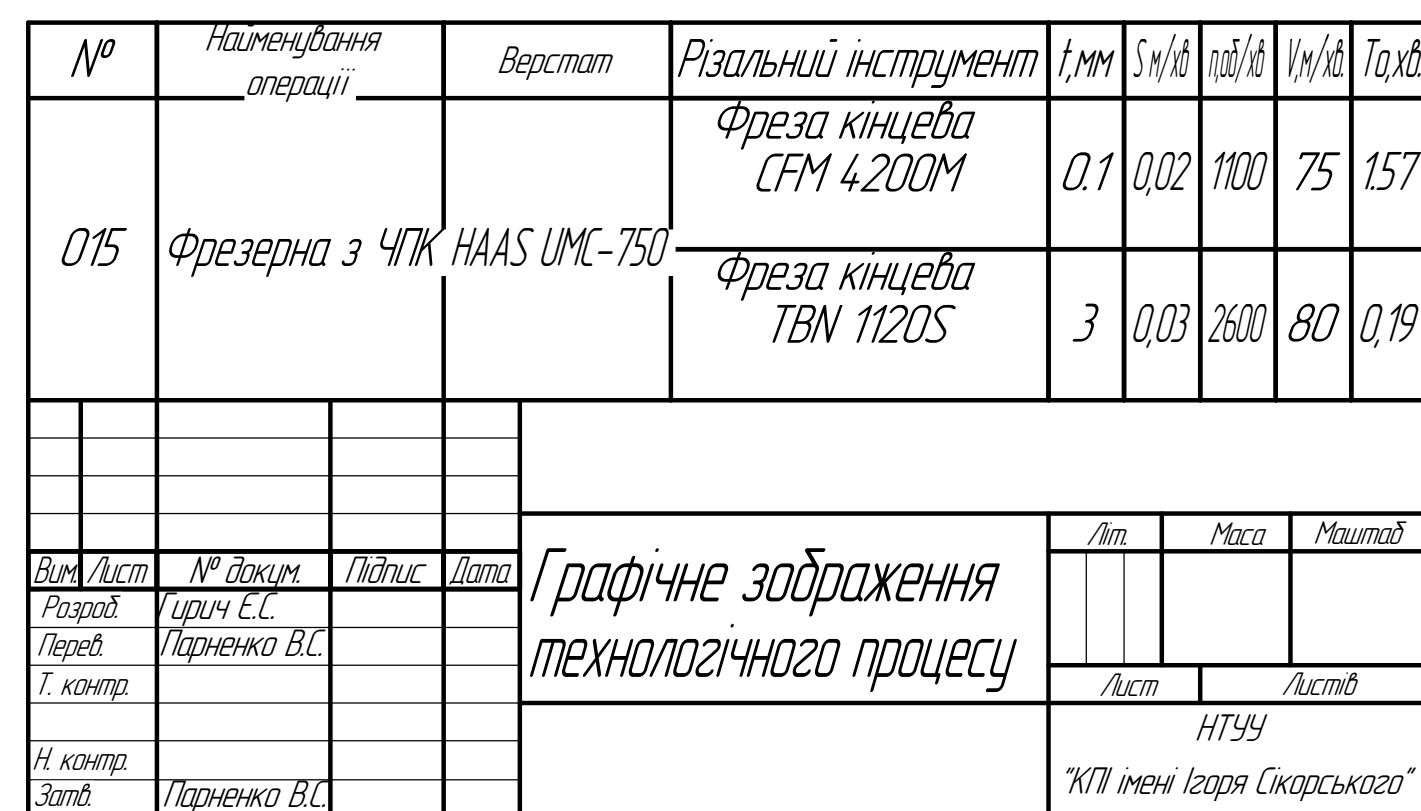 № Найменування операції Верстат Різальний інструмент t,мм S м/хв n,об/хв V,м/хв. То,хв.
Фреза кінцева
CFM 4200M 0.1 0,02 1100 75 1.57
015 Фрезерна з ЧПК HAAS UMC-750
Фреза кінцева
TBN 1120S 3 0,03 2600 80 0,19
Літ. Маса Маштаб
Вим. Лист № докум. Підпис Дата
Графічне зображення
технологічного процесу
Розроб. Гирич Є.С.
Перев. Парненко В.С.
Т. контр.
Лист Листів
Н. контр.
Затв. Парненко В.С.
НТУУ
"КПІ імені Ігоря Сікорського"